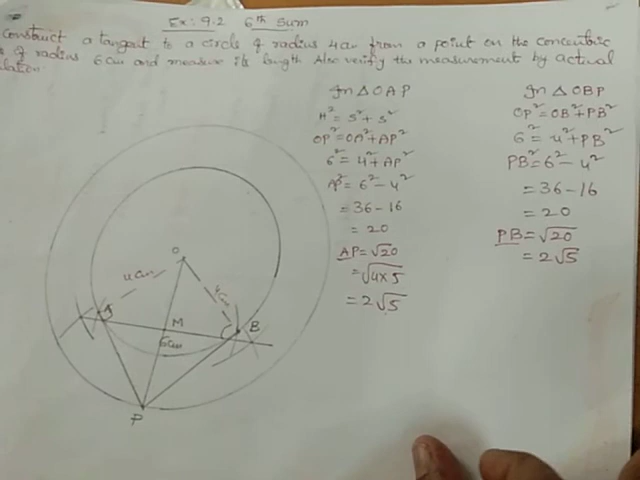 Ex: 9.2 6th Sum
Construct a tangent to a circle of radius 4cm from a point on the concentric
of radius 6cm and measure its length. Also verify the measurement by actual
In △OAP
H² = S² + S²
OP² = OA² + AP²
6² = 4² + AP²
AP² = 6² - 4²
= 36 - 16
= 20
AP = √20
= √4×5
= 2√5
In △OBP
OP² = OB² + PB²
6² = 4² + PB²
PB² = 6² - 4²
= 36 - 16
= 20
PB = √20
= 2√5
O
4cm
4cm
A
M
B
6cm
P